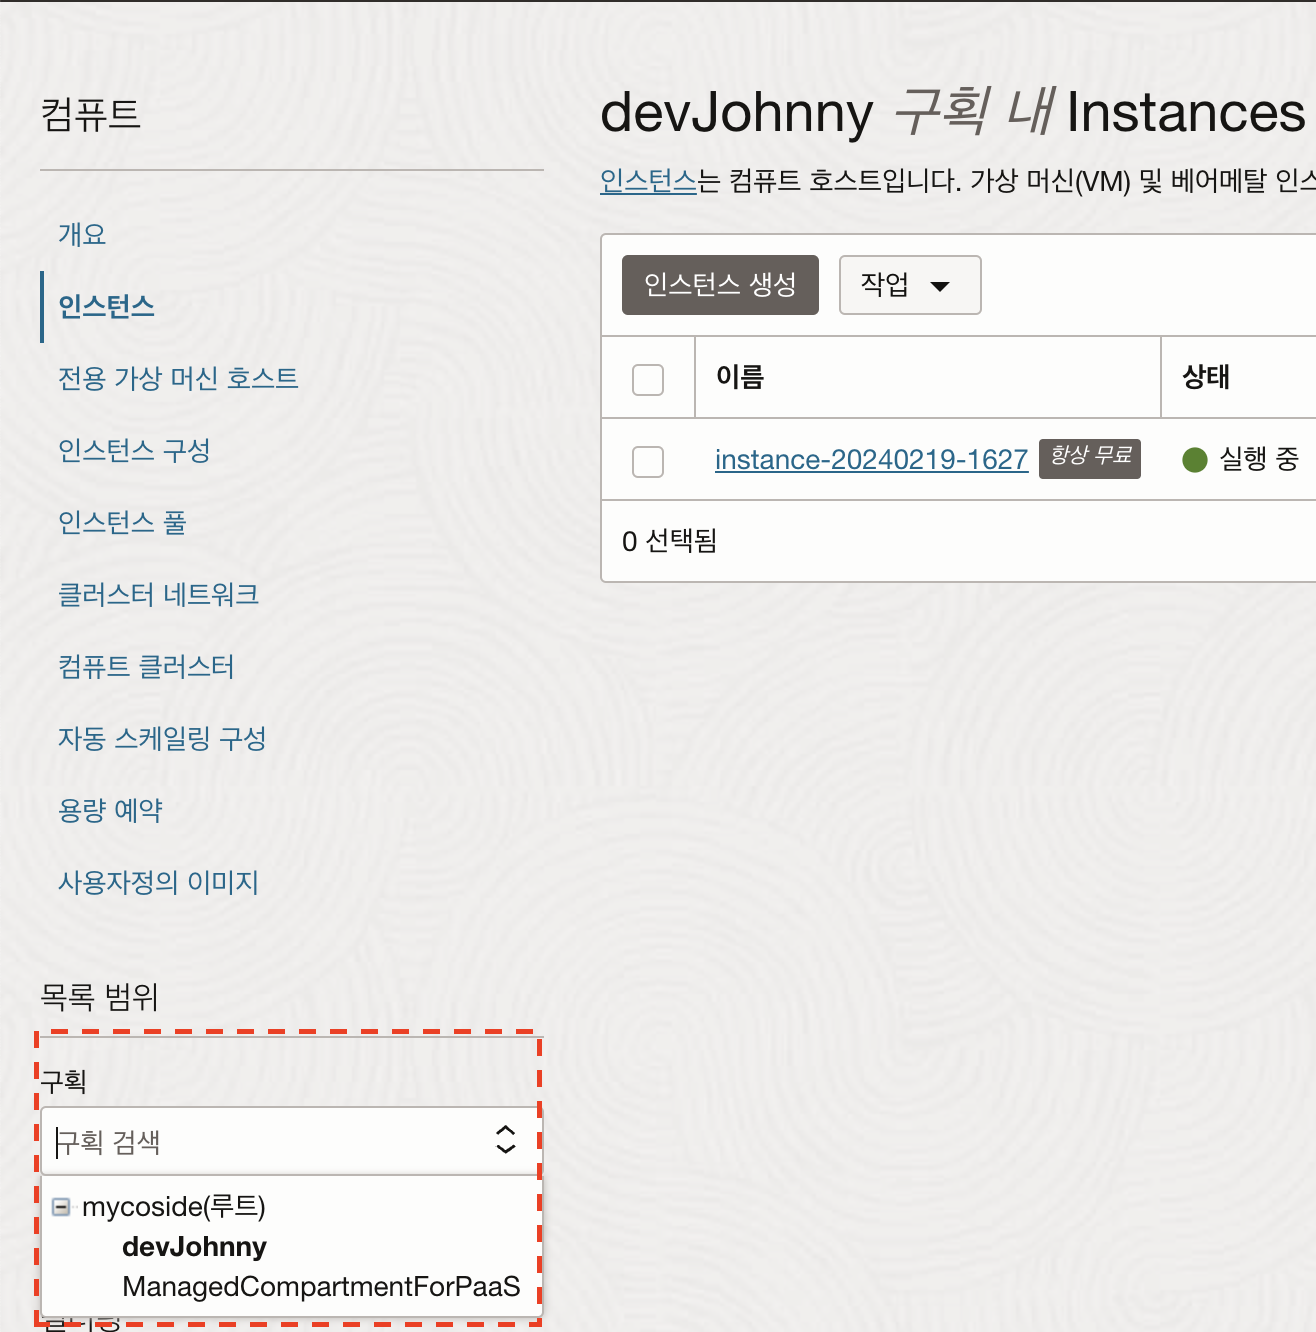 컴퓨트
개요
인스턴스
전용 가상 머신 호스트
인스턴스 구성
인스턴스 풀
클러스터 네트워크
컴퓨트 클러스터
자동 스케일링 구성
용량 예약
사용자정의 이미지
목록 범위
구획
구획 검색
mycoside(루트)
devJohnny
ManagedCompartmentForPaaS
devJohnny 구획 내 Instances
인스턴스는 컴퓨트 호스트입니다. 가상 머신(VM) 및 베어메탈
인스턴스 생성 작업
이름 상태
instance-20240219-1627 항상 무료 실행 중
0 선택됨